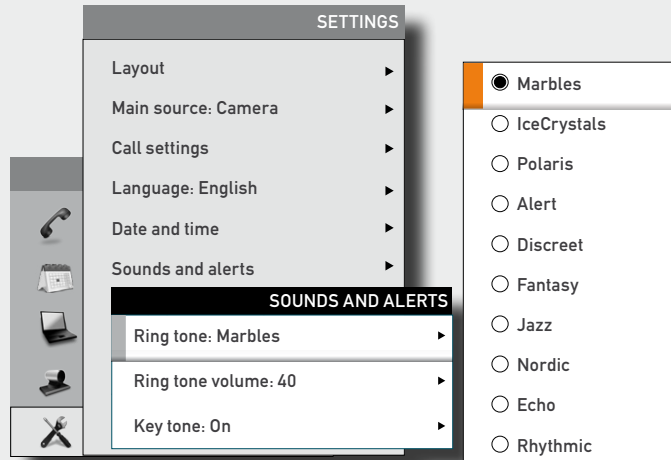 SETTINGS
Layout
Main source: Camera
Call settings
Language: English
Date and time
Sounds and alerts
SOUNDS AND ALERTS
Ring tone: Marbles
Ring tone volume: 40
Key tone: On
Marbles
IceCrystals
Polaris
Alert
Discreet
Fantasy
Jazz
Nordic
Echo
Rhythmic